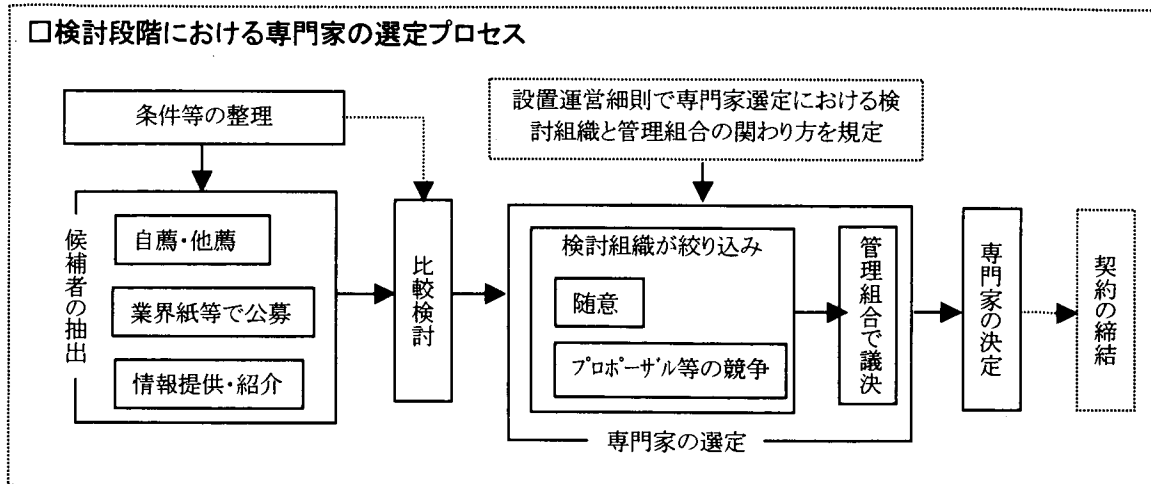 □検討段階における専門家の選定プロセス
条件等の整理
設置運営細則で専門家選定における検
討組織と管理組合の関わり方を規定
候補者の抽出
自薦・他薦
業界紙等で公募
情報提供・紹介
比較検討
検討組織が絞り込み
随意
プロポーザル等の競争
管理組合で議決
専門家の選定
専門家の決定
契約の締結